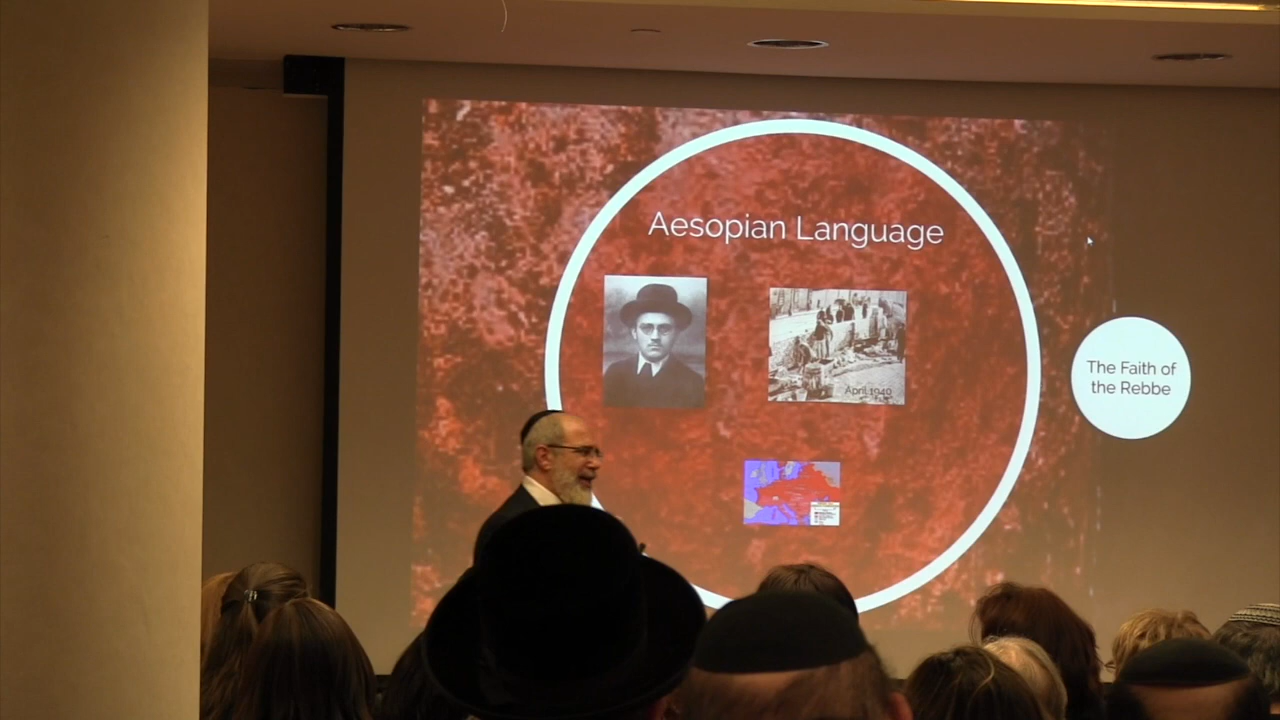 Aesopian Language
April 1940
The Faith of
the Rebbe